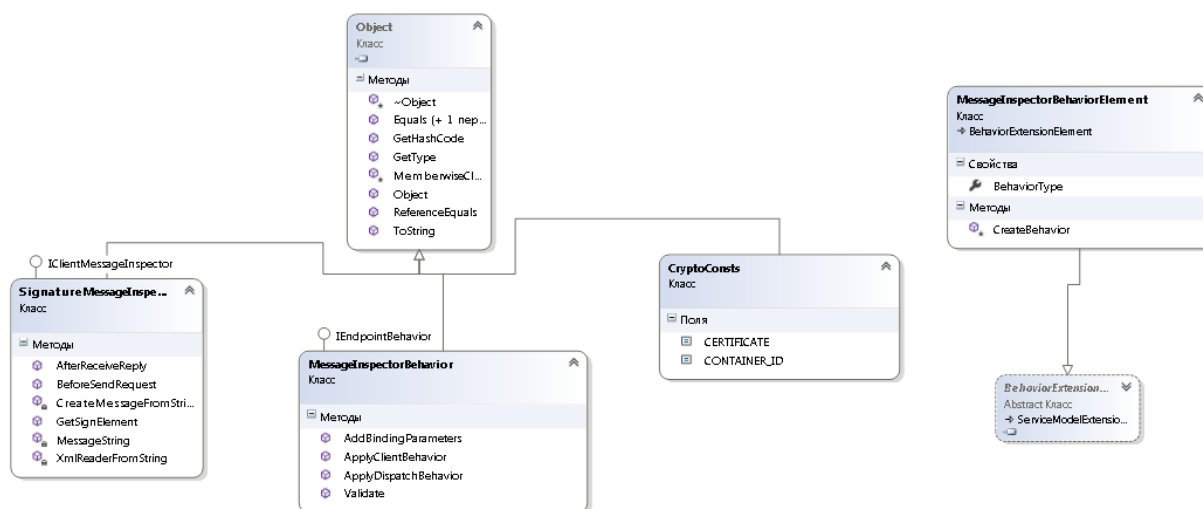 Object
Класс
Методы
~Object
Equals (+ 1 пер...
GetHashCode
GetType
MemberwiseCl...
Object
ReferenceEquals
ToString
IClientMessageInspector
SignatureMessageInspe...
Класс
Методы
AfterReceiveReply
BeforeSendRequest
CreateMessageFromStri...
GetSignElement
MessageString
XmlReaderFromString
IEndpointBehavior
MessageInspectorBehavior
Класс
Методы
AddBindingParameters
ApplyClientBehavior
ApplyDispatchBehavior
Validate
CryptoConsts
Класс
Поля
CERTIFICATE
CONTAINER_ID
MessageInspectorBehaviorElement
Класс
BehaviorExtensionElement
Свойства
BehaviorType
Методы
CreateBehavior
BehaviorExtension...
Abstract Класс
ServiceModelExtensio...